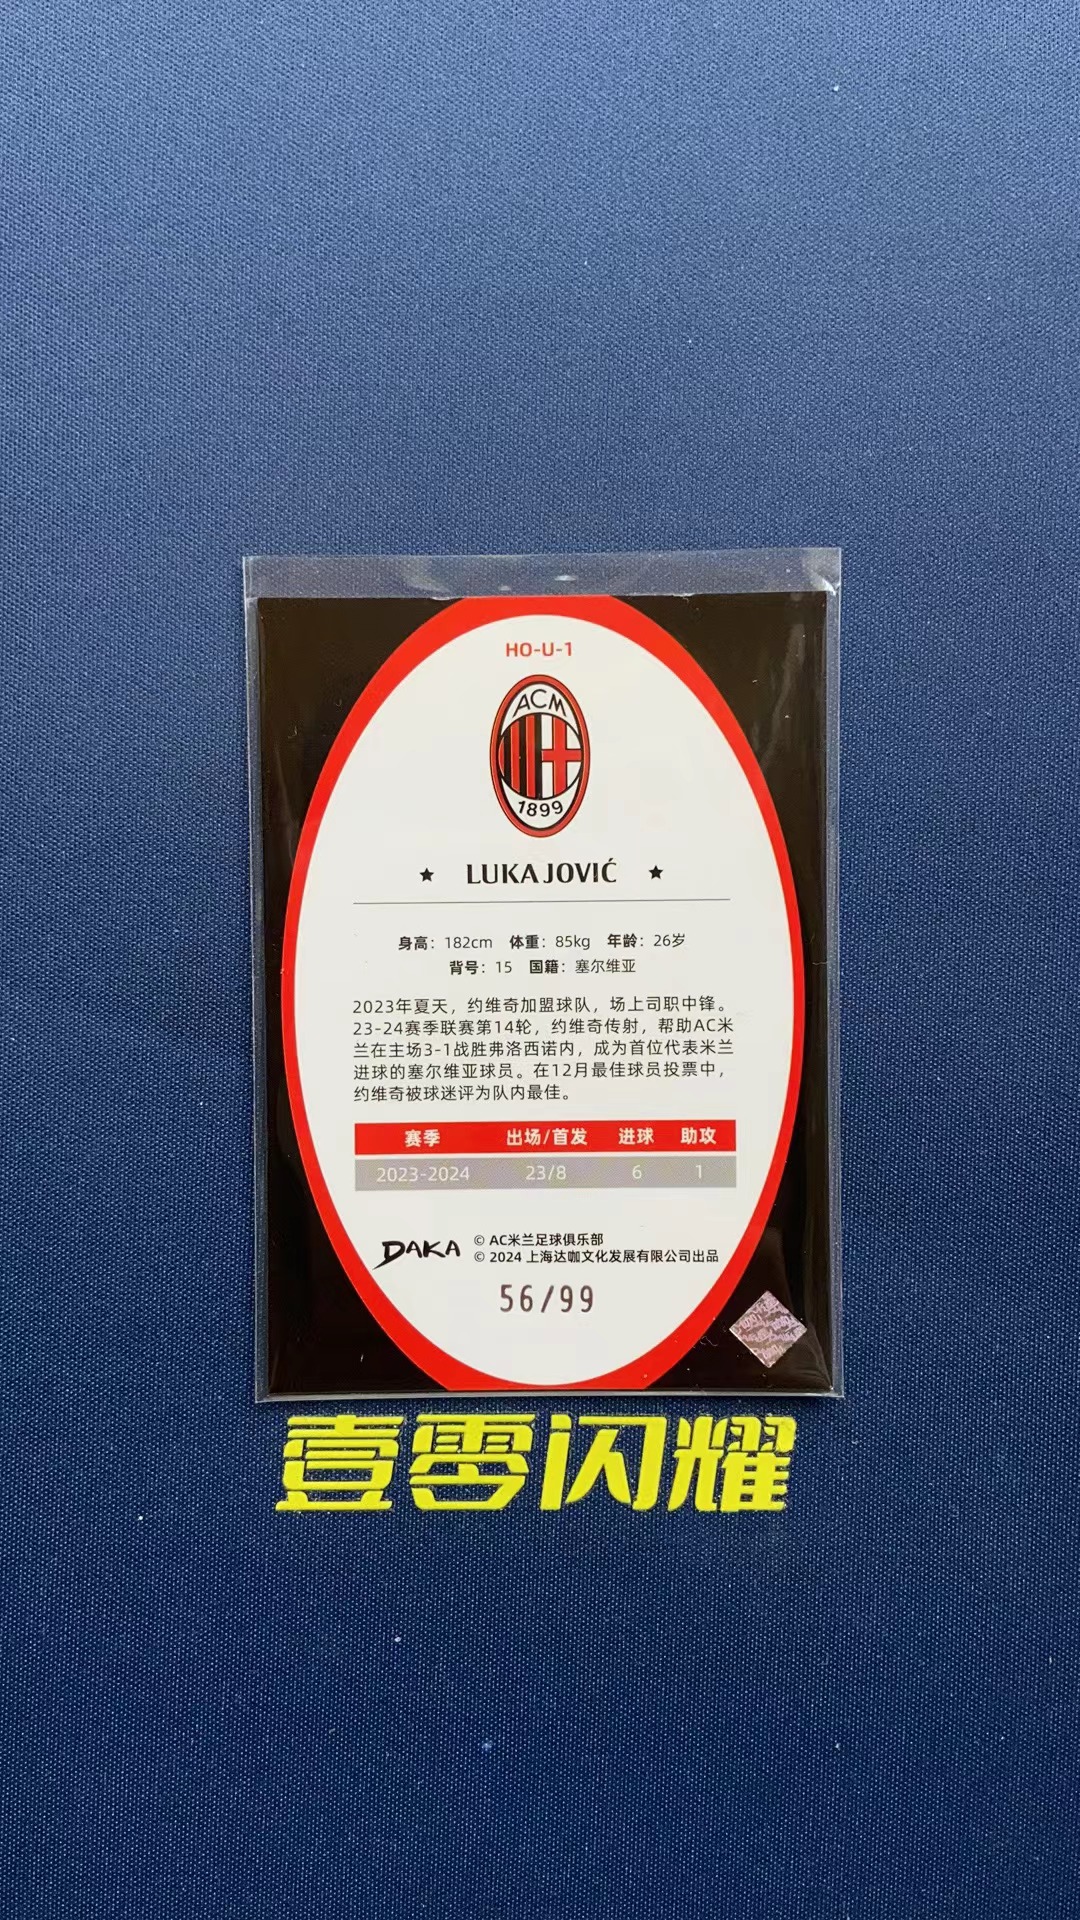 HO-U-1
ACM
1899
★ LUKA JOVIĆ ★
身高：182cm 体重：85kg 年龄：26岁
背号：15 国籍：塞尔维亚
2023年夏天，约维奇加盟球队，场上司职中锋。
23-24赛季联赛第14轮，约维奇传射，帮助AC米
兰在主场3-1战胜弗洛西诺内，成为首位代表米兰
进球的塞尔维亚球员。在12月最佳球员投票中，
约维奇被球迷评为队内最佳。
赛季 出场/首发 进球 助攻
2023-2024 23/8 6 1
DAKA
© AC米兰足球俱乐部
© 2024 上海达咖文化发展有限公司出品
56/99
壹零闪耀